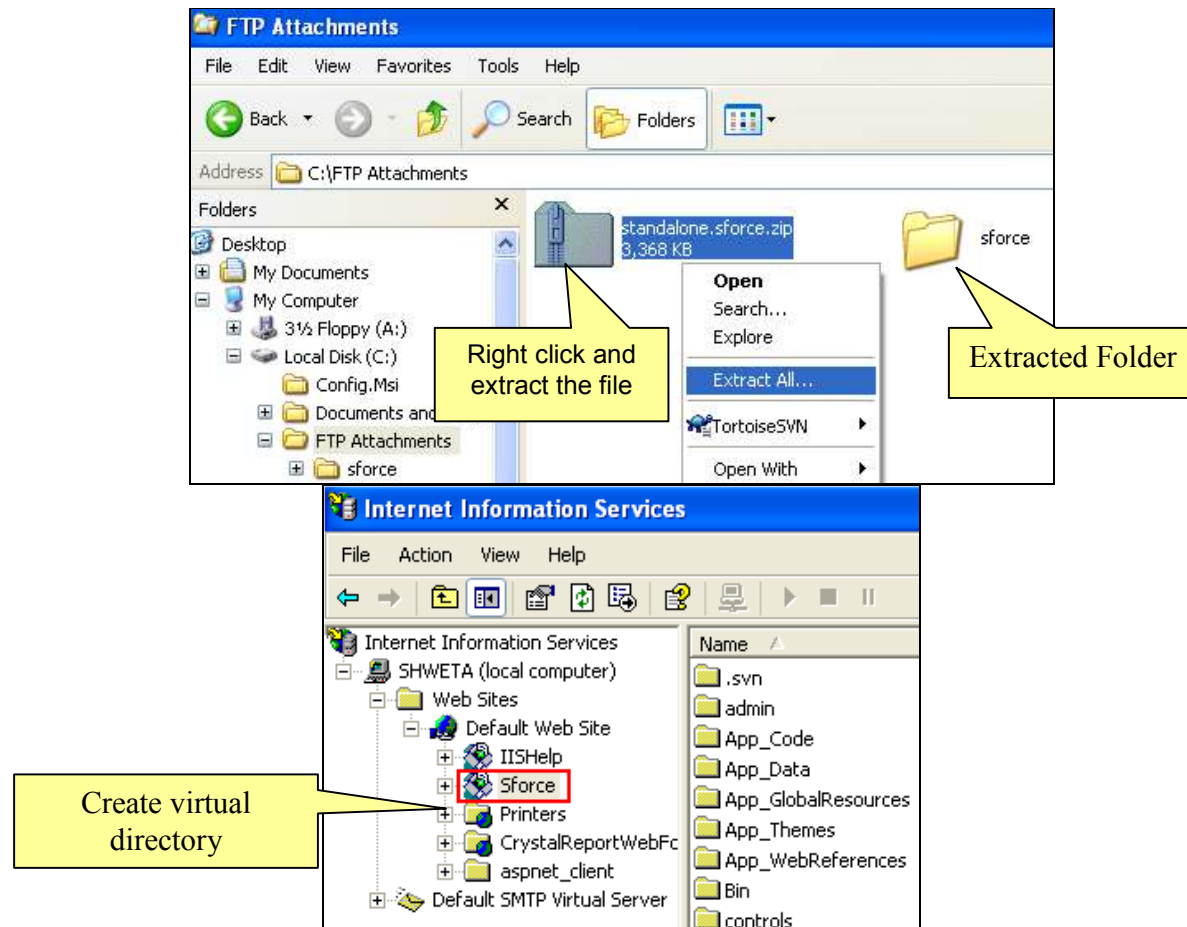 FTP Attachments
File Edit View Favorites Tools Help
Back Search Folders
Address C:\FTP Attachments
Folders
Desktop
My Documents
My Computer
3½ Floppy (A:)
Local Disk (C:)
Config.Msi
Documents and
FTP Attachments
sforce
standalone.sforce.zip
3,368 KB
sforce
Open
Search...
Explore
Extract All...
TortoiseSVN
Open With
Right click and
extract the file
Extracted Folder
Internet Information Services
File Action View Help
Internet Information Services
SHWETA (local computer)
Web Sites
Default Web Site
IISHelp
Sforce
Printers
CrystalReportWebFc
aspnet_client
Default SMTP Virtual Server
Name
.svn
admin
App_Code
App_Data
App_GlobalResources
App_Themes
App_WebReferences
Bin
controls
Create virtual
directory